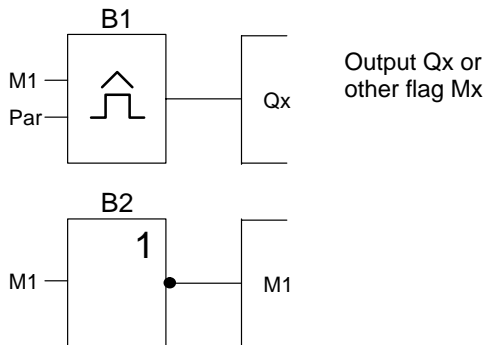 B1
M1
Par
Qx
Output Qx or
other flag Mx
B2
1
M1
M1